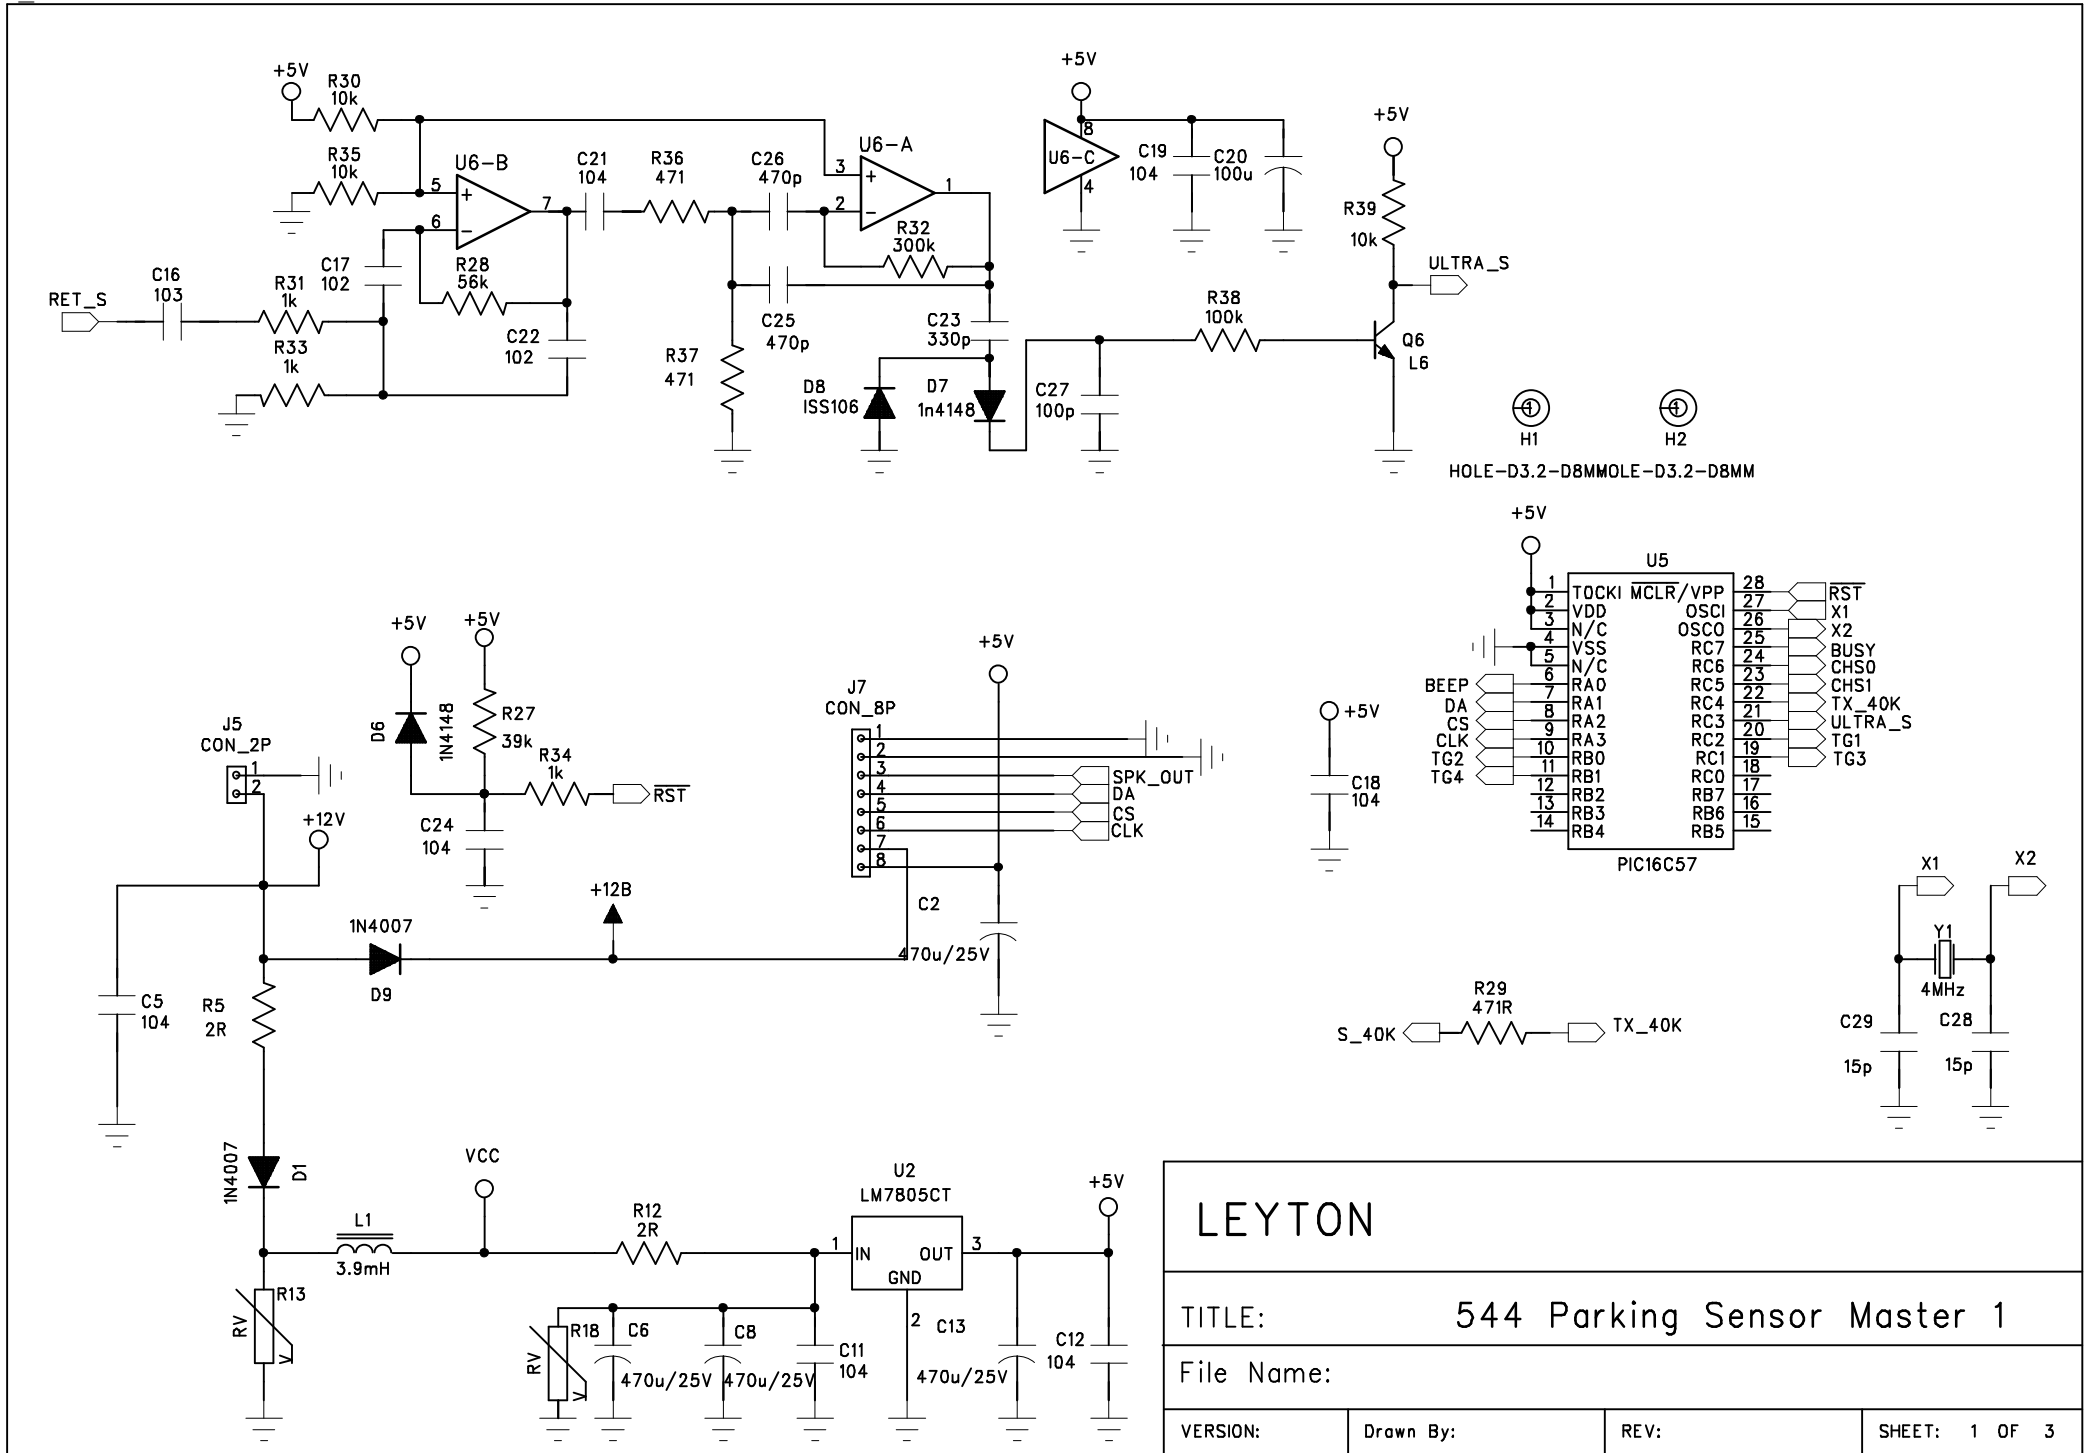 +5V
R30
10k
R35
10k
U6-B
5
+
6
-
7
C21
104
R36
471
C26
470p
U6-A
3
+
2
-
1
R32
300k
C25
470p
R37
471
C17
102
R28
56k
C22
102
RET_S
C16
103
R31
1k
R33
1k
C23
330p
D8
ISS106
D7
1n4148
C27
100p
R38
100k
+5V
8
U6-C
4
C19
104
C20
100u
+5V
R39
10k
ULTRA_S
Q6
L6
1
H1
1
H2
HOLE-D3.2-D8MM
HOLE-D3.2-D8MM
+5V
U5
1 TOCKI MCLR/VPP 28 RST
2 VDD OSCI 27 X1
3 N/C OSCO 26 X2
4 VSS RC7 25 BUSY
5 N/C RC6 24 CHS0
BEEP 6 RA0 RC5 23 CHS1
DA 7 RA1 RC4 22 TX_40K
CS 8 RA2 RC3 21 ULTRA_S
CLK 9 RA3 RC2 20 TG1
TG2 10 RB0 RC1 19 TG3
TG4 11 RB1 RC0 18
12 RB2 RB7 17
13 RB3 RB6 16
14 RB4 RB5 15
PIC16C57
+5V
+5V
D6
1N4148
R27
39k
R34
1k
RST
C24
104
J5
CON_2P
1
2
+12V
C5
104
R5
2R
1N4007
D9
+12B
J7
CON_8P
1
2
3 SPK_OUT
4 DA
5 CS
6 CLK
7
8
+5V
C2
470u/25V
+5V
C18
104
X1
X2
Y1
4MHz
C29
15p
C28
15p
R29
471R
S_40K
TX_40K
1N4007
D1
R13
RV
V
L1
3.9mH
VCC
R12
2R
U2
LM7805CT
1 IN OUT 3
GND
2
+5V
R18
RV
V
C6
470u/25V
C8
470u/25V
C11
104
C13
470u/25V
C12
104
LEYTON
TITLE: 544 Parking Sensor Master 1
File Name:
VERSION: Drawn By: REV: SHEET: 1 OF 3